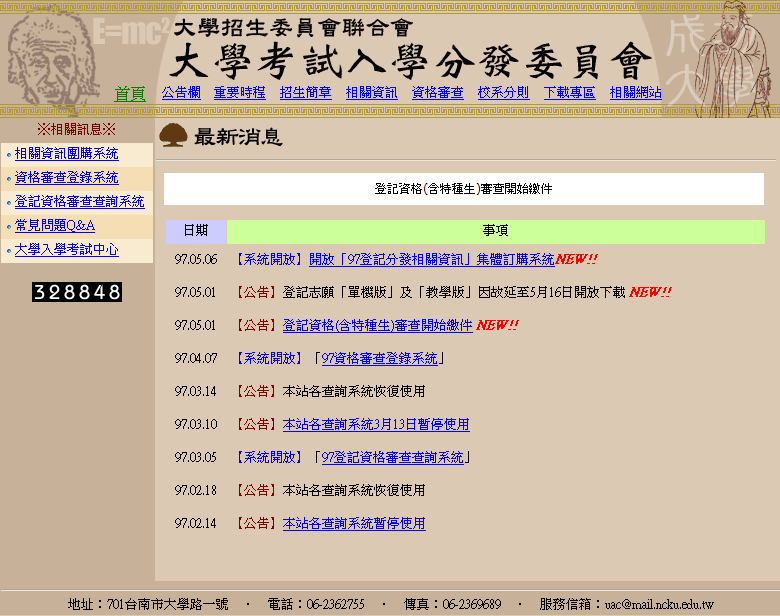 大學招生委員會聯合會
E=mc²
大學考試入學分發委員會
成大
首頁 公告欄 重要時程 招生簡章 相關資訊 資格審查 校系分則 下載專區 相關網站
※相關訊息※
相關資訊團購系統
資格審查登錄系統
登記資格審查查詢系統
常見問題Q&A
大學入學考試中心
328848
最新消息
登記資格(含特種生)審查開始繳件
日期 事項
97.05.06 【系統開放】開放「97登記分發相關資訊」集體訂購系統NEW!!
97.05.01 【公告】登記志願「單機版」及「教學版」因故延至5月16日開放下載 NEW!!
97.05.01 【公告】登記資格(含特種生)審查開始繳件 NEW!!
97.04.07 【系統開放】「97資格審查登錄系統」
97.03.14 【公告】本站各查詢系統恢復使用
97.03.10 【公告】本站各查詢系統3月13日暫停使用
97.03.05 【系統開放】「97登記資格審查查詢系統」
97.02.18 【公告】本站各查詢系統恢復使用
97.02.14 【公告】本站各查詢系統暫停使用
地址：701台南市大學路一號 ‧ 電話：06-2362755 ‧ 傳真：06-2369689 ‧ 服務信箱：uac@mail.ncku.edu.tw